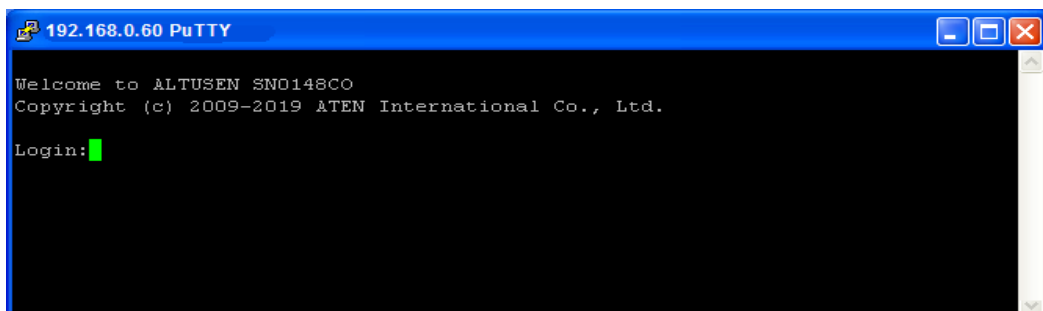 192.168.0.60 PuTTY
Welcome to ALTUSEN SN0148CO
Copyright (c) 2009-2019 ATEN International Co., Ltd.
Login: